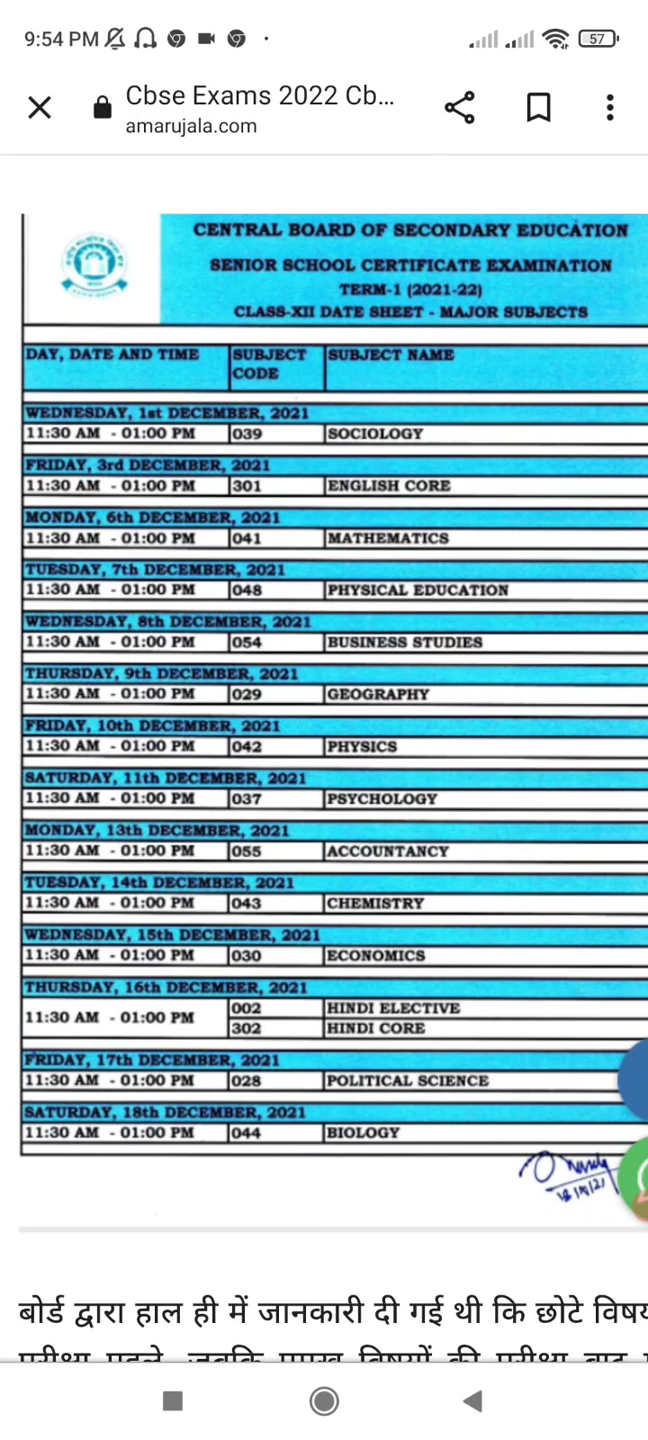 9:54 PM
57
Cbse Exams 2022 Cb...
amarujala.com
CENTRAL BOARD OF SECONDARY EDUCATION
SENIOR SCHOOL CERTIFICATE EXAMINATION
TERM-1 (2021-22)
CLASS-XII DATE SHEET - MAJOR SUBJECTS
DAY, DATE AND TIME SUBJECT CODE SUBJECT NAME
WEDNESDAY, 1st DECEMBER, 2021
11:30 AM - 01:00 PM 039 SOCIOLOGY
FRIDAY, 3rd DECEMBER, 2021
11:30 AM - 01:00 PM 301 ENGLISH CORE
MONDAY, 6th DECEMBER, 2021
11:30 AM - 01:00 PM 041 MATHEMATICS
TUESDAY, 7th DECEMBER, 2021
11:30 AM - 01:00 PM 048 PHYSICAL EDUCATION
WEDNESDAY, 8th DECEMBER, 2021
11:30 AM - 01:00 PM 054 BUSINESS STUDIES
THURSDAY, 9th DECEMBER, 2021
11:30 AM - 01:00 PM 029 GEOGRAPHY
FRIDAY, 10th DECEMBER, 2021
11:30 AM - 01:00 PM 042 PHYSICS
SATURDAY, 11th DECEMBER, 2021
11:30 AM - 01:00 PM 037 PSYCHOLOGY
MONDAY, 13th DECEMBER, 2021
11:30 AM - 01:00 PM 055 ACCOUNTANCY
TUESDAY, 14th DECEMBER, 2021
11:30 AM - 01:00 PM 043 CHEMISTRY
WEDNESDAY, 15th DECEMBER, 2021
11:30 AM - 01:00 PM 030 ECONOMICS
THURSDAY, 16th DECEMBER, 2021
11:30 AM - 01:00 PM 002 HINDI ELECTIVE
302 HINDI CORE
FRIDAY, 17th DECEMBER, 2021
11:30 AM - 01:00 PM 028 POLITICAL SCIENCE
SATURDAY, 18th DECEMBER, 2021
11:30 AM - 01:00 PM 044 BIOLOGY
बोर्ड द्वारा हाल ही में जानकारी दी गई थी कि छोटे